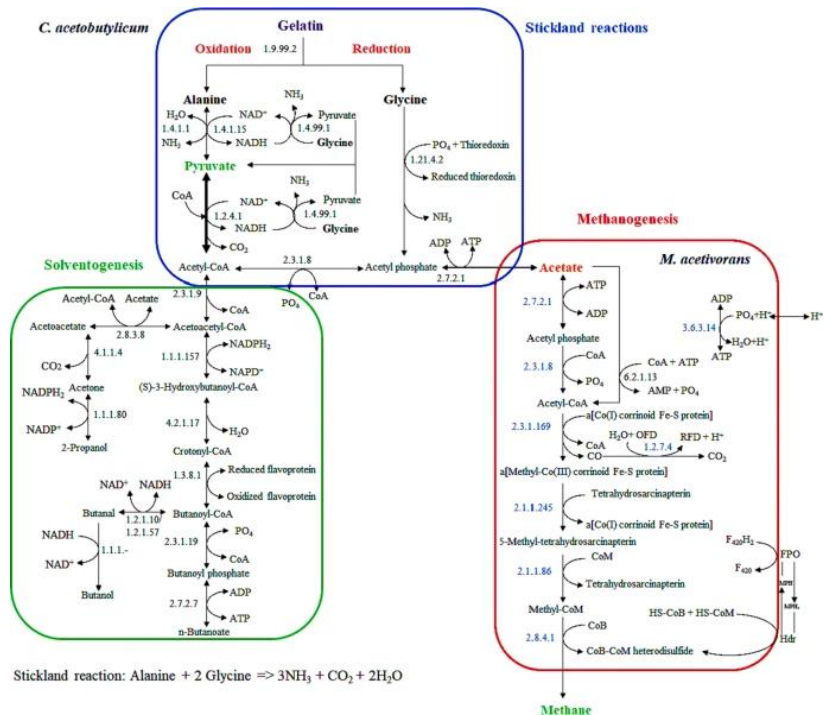 C. acetobutylicum
Gelatin
Stickland reactions
Oxidation
1.9.99.2
Reduction
Alanine
Glycine
H₂O
NAD⁺
NH₃
Pyruvate
1.4.1.1
1.4.1.15
1.4.99.1
NH₃
NADH
Glycine
PO₄ + Thioredoxin
1.21.4.2
Reduced thioredoxin
Pyruvate
CoA
NAD⁺
NH₃
Pyruvate
1.2.4.1
1.4.99.1
NADH
Glycine
CO₂
NH₃
Solventogenesis
Acetyl-CoA
2.3.1.8
PO₄
CoA
Acetyl phosphate
ADP
ATP
2.7.2.1
Acetate
Methanogenesis
M. acetivorans
Acetyl-CoA
Acetate
2.3.1.9
CoA
Acetoacetate
2.8.3.8
Acetoacetyl-CoA
4.1.1.4
CO₂
1.1.1.157
NADPH₂
NAPD⁺
Acetone
(S)-3-Hydroxybutanoyl-CoA
NADPH₂
1.1.1.80
NADP⁺
2-Propanol
4.2.1.17
H₂O
Crotonyl-CoA
1.3.8.1
Reduced flavoprotein
Oxidized flavoprotein
NAD⁺
NADH
Butanal
1.2.1.10/
1.2.1.57
Butanoyl-CoA
NADH
1.1.1.-
NAD⁺
Butanol
2.3.1.19
PO₄
CoA
Butanoyl phosphate
2.7.2.7
ADP
ATP
n-Butanoate
2.7.2.1
ATP
ADP
ADP
PO₄+H⁺
H⁺
3.6.3.14
H₂O+H⁺
ATP
Acetyl phosphate
2.3.1.8
CoA
PO₄
CoA + ATP
6.2.1.13
AMP + PO₄
Acetyl-CoA
a[Co(I) corrinoid Fe-S protein]
2.3.1.169
CoA
CO
H₂O+ OFD
RFD + H⁺
1.2.7.4
CO₂
a[Methyl-Co(III) corrinoid Fe-S protein]
2.1.1.245
Tetrahydrosarcinapterin
a[Co(I) corrinoid Fe-S protein]
5-Methyl-tetrahydrosarcinapterin
2.1.1.86
CoM
Tetrahydrosarcinapterin
F₄₂₀H₂
F₄₂₀
FPO
Methyl-CoM
2.8.4.1
CoB
CoB-CoM heterodisulfide
HS-CoB + HS-CoM
Hdr
Methane
Stickland reaction: Alanine + 2 Glycine => 3NH₃ + CO₂ + 2H₂O